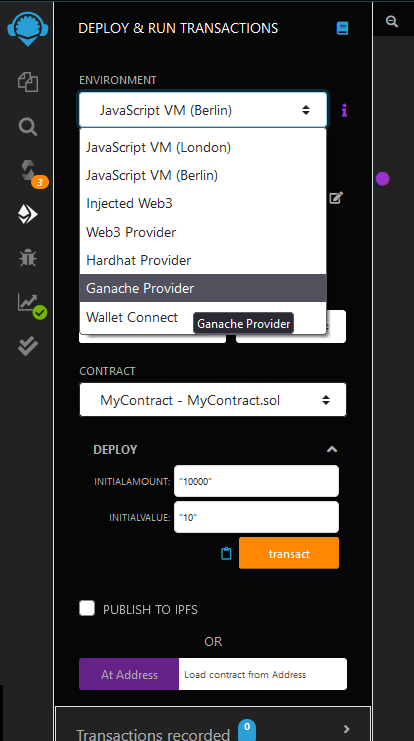 DEPLOY & RUN TRANSACTIONS
ENVIRONMENT
JavaScript VM (Berlin)
JavaScript VM (London)
JavaScript VM (Berlin)
Injected Web3
Web3 Provider
Hardhat Provider
Ganache Provider
Wallet Connect
Ganache Provider
3
CONTRACT
MyContract - MyContract.sol
DEPLOY
INITIALAMOUNT: "10000"
INITIALVALUE: "10"
transact
PUBLISH TO IPFS
OR
At Address Load contract from Address
Transactions recorded 0